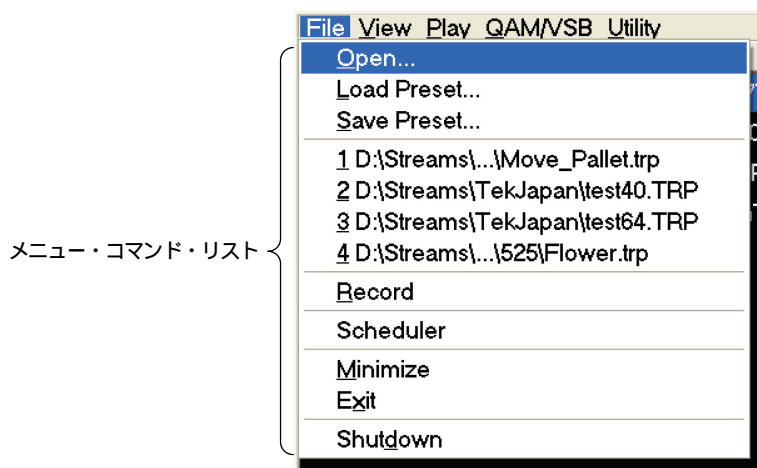 File View Play QAM/VSB Utility
Open...
Load Preset...
Save Preset...
1 D:\Streams\...\Move_Pallet.trp
2 D:\Streams\TekJapan\test40.TRP
3 D:\Streams\TekJapan\test64.TRP
4 D:\Streams\...\525\Flower.trp
メニュー・コマンド・リスト
Record
Scheduler
Minimize
Exit
Shutdown